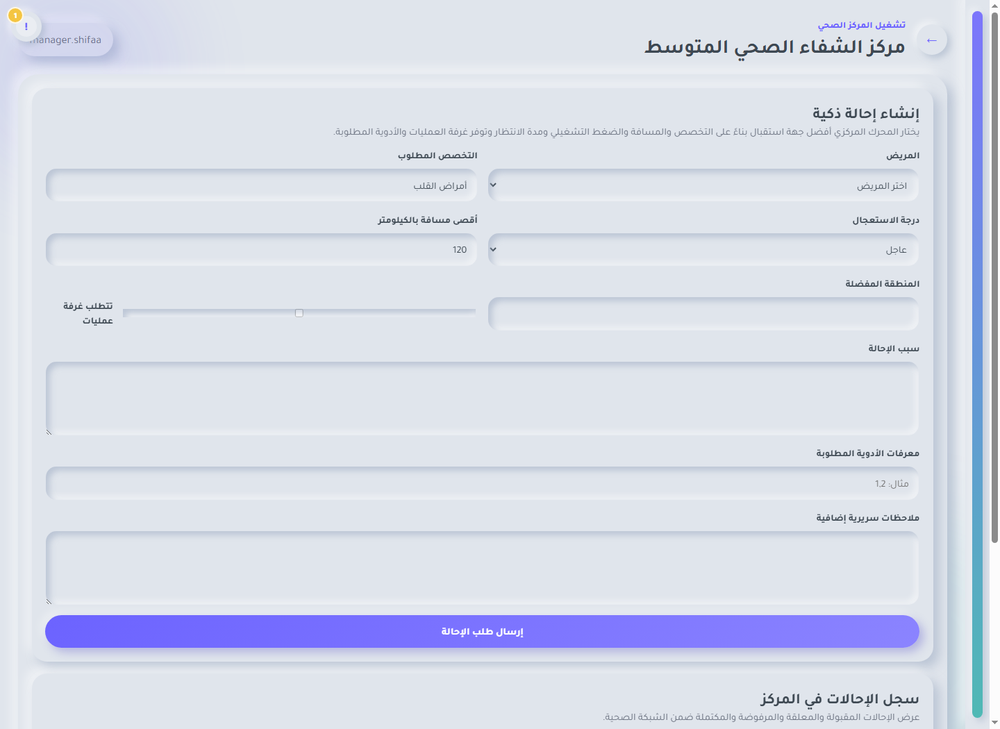 تشغيل المركز الصحي
مركز الشفاء الصحي المتوسط
←
1
!
manager.shifaa
إنشاء إحالة ذكية
يختار المحرك المركزي أفضل جهة استقبال بناءً على التخصص والمسافة والضغط التشغيلي ومدة الانتظار وتوفر غرفة العمليات والأدوية المطلوبة.
المريض
اختر المريض
التخصص المطلوب
أمراض القلب
درجة الاستعجال
عاجل
أقصى مسافة بالكيلومتر
120
المنطقة المفضلة
تتطلب غرفة
عمليات
سبب الإحالة
معرفات الأدوية المطلوبة
مثال: 1,2
ملاحظات سريرية إضافية
إرسال طلب الإحالة
سجل الإحالات في المركز
عرض الإحالات المقبولة والمعلقة والمرفوضة والمكتملة ضمن الشبكة الصحية.